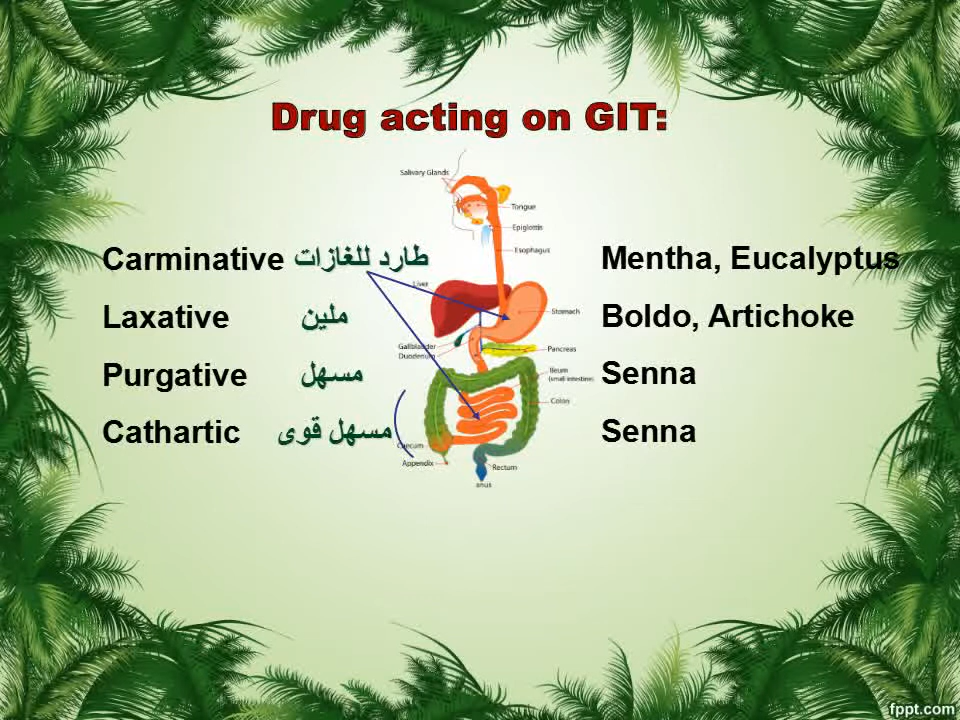 Drug acting on GIT:
Salivary Glands
Tongue
Epiglottis
Esophagus
Carminative طارد للغازات
Mentha, Eucalyptus
Liver
Laxative ملين
Stomach
Boldo, Artichoke
Gallbladder
Duodenum
Pancreas
Purgative مسهل
Ileum
(small intestine)
Senna
Colon
Cathartic مسهل قوى
Senna
Cecum
Appendix
Rectum
anus
fppt.com